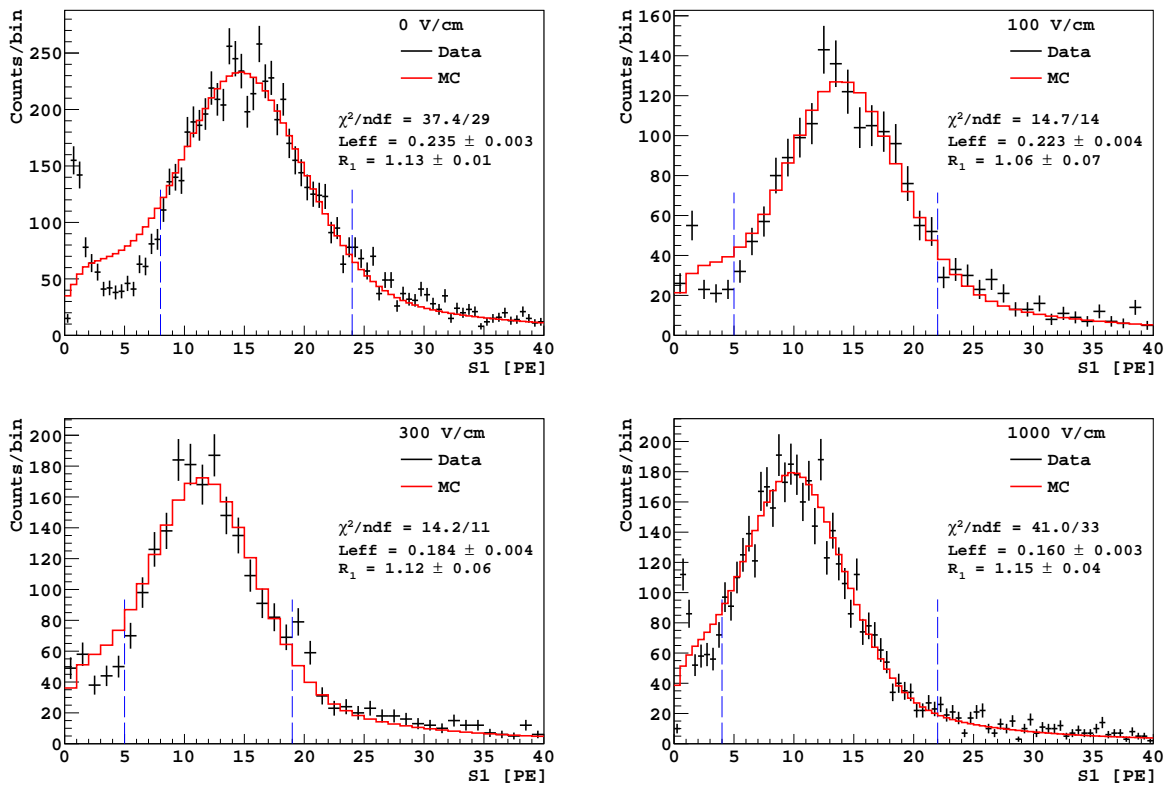 Counts/bin
0 V/cm
Data
MC
χ²/ndf = 37.4/29
Leff = 0.235 ± 0.003
R₁ = 1.13 ± 0.01
250
200
150
100
50
0
0 5 10 15 20 25 30 35 40
S1 [PE]
Counts/bin
100 V/cm
Data
MC
χ²/ndf = 14.7/14
Leff = 0.223 ± 0.004
R₁ = 1.06 ± 0.07
160
140
120
100
80
60
40
20
0
0 5 10 15 20 25 30 35 40
S1 [PE]
Counts/bin
300 V/cm
Data
MC
χ²/ndf = 14.2/11
Leff = 0.184 ± 0.004
R₁ = 1.12 ± 0.06
200
180
160
140
120
100
80
60
40
20
0
0 5 10 15 20 25 30 35 40
S1 [PE]
Counts/bin
1000 V/cm
Data
MC
χ²/ndf = 41.0/33
Leff = 0.160 ± 0.003
R₁ = 1.15 ± 0.04
200
180
160
140
120
100
80
60
40
20
0
0 5 10 15 20 25 30 35 40
S1 [PE]